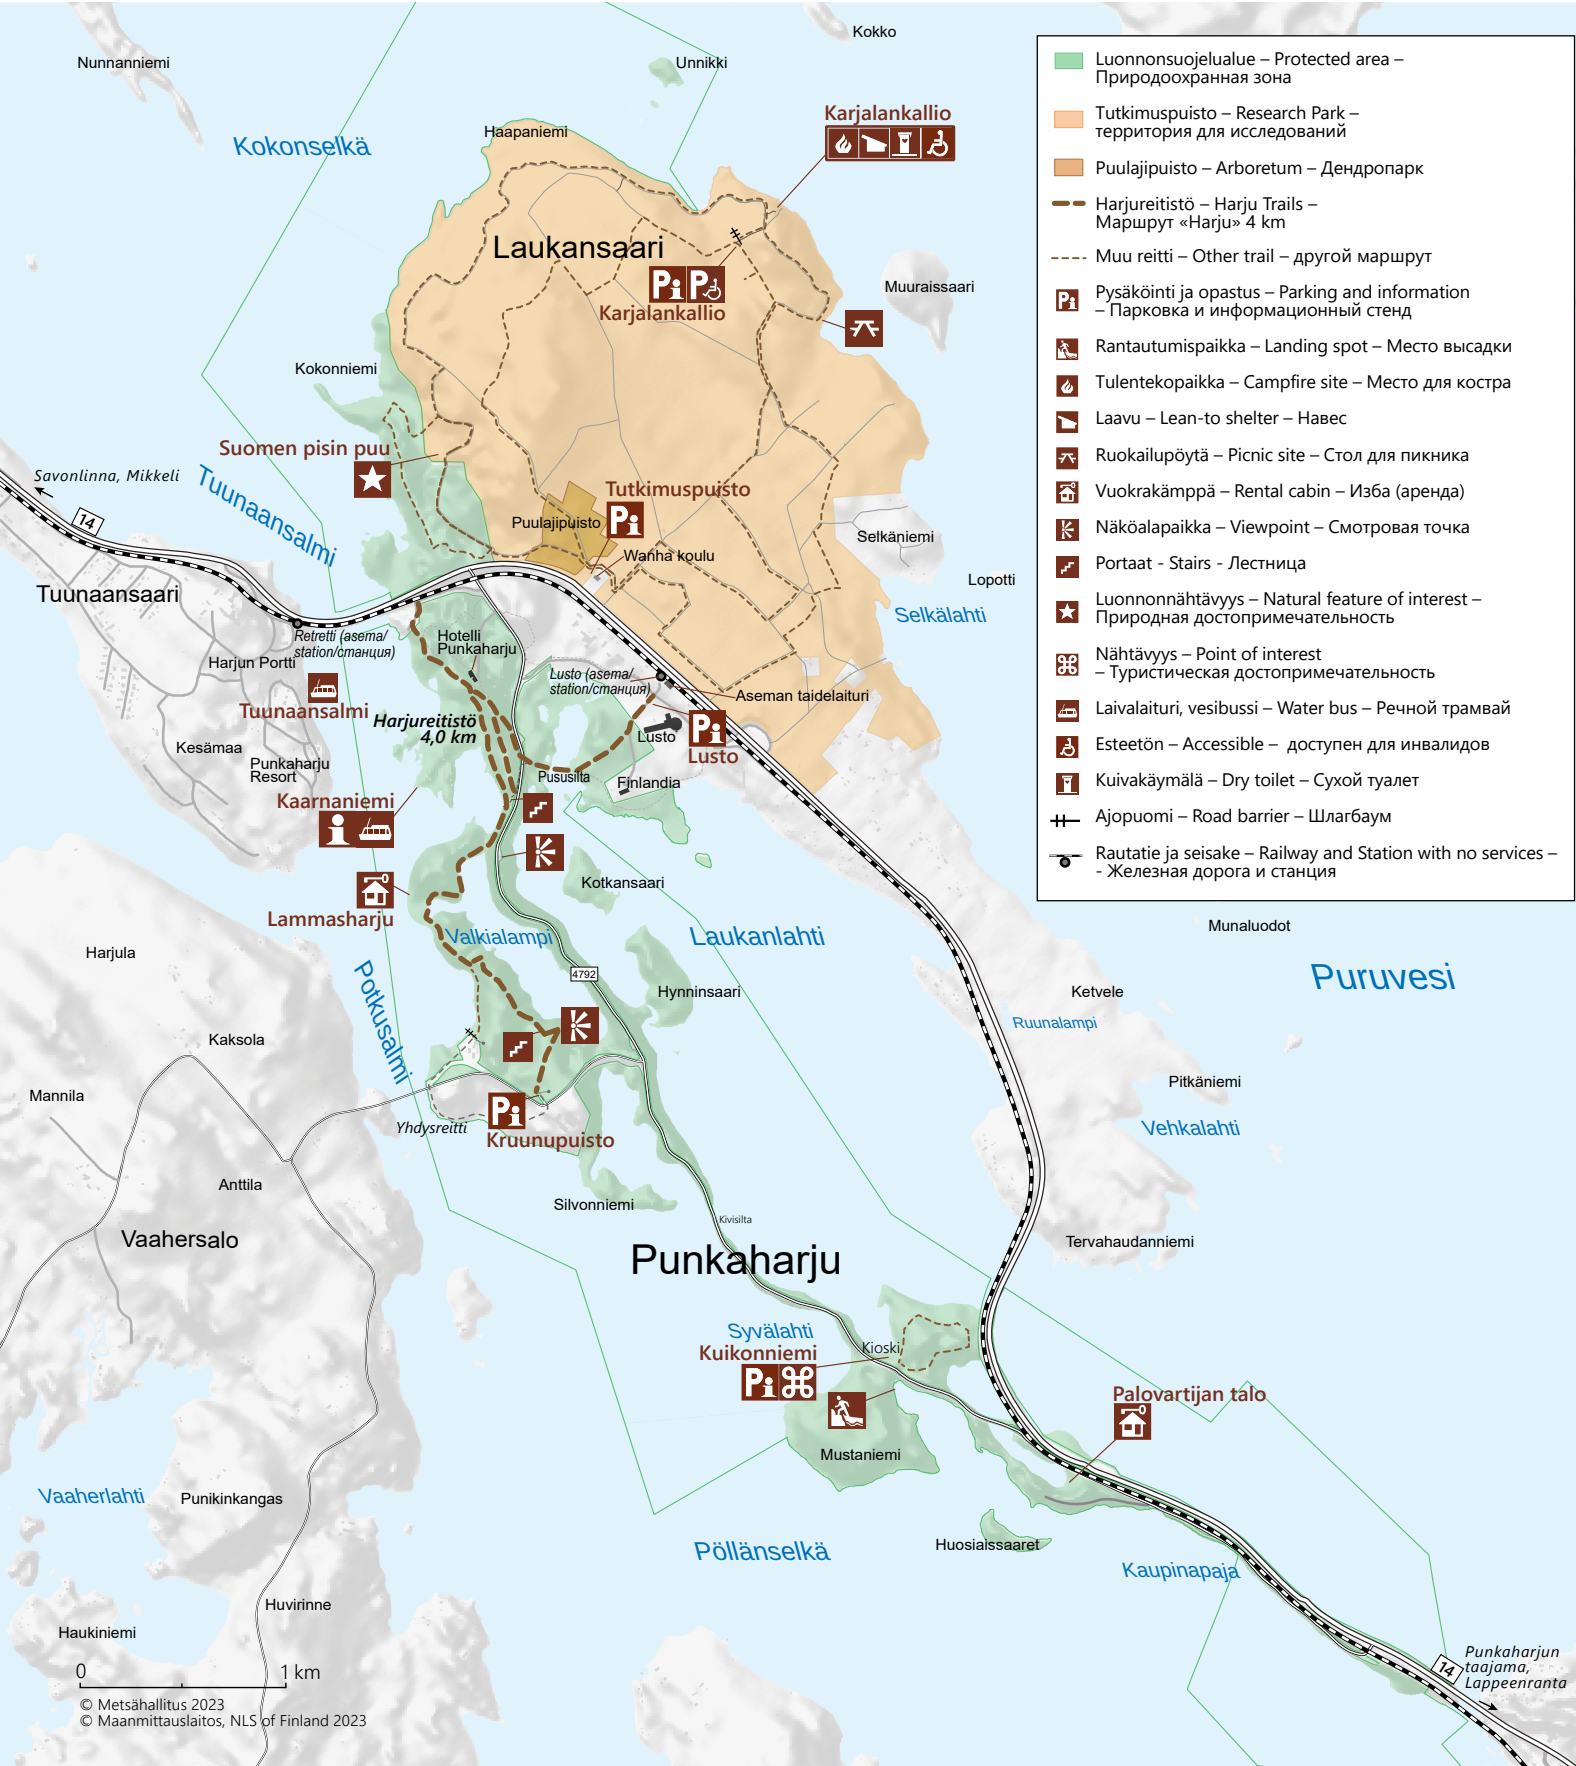 Kokko
Nunnanniemi
Unnikki
Karjalankallio
Haapaniemi
Kokonselkä
Laukansaari
Muuraissaari
Karjalankallio
Kokonniemi
Suomen pisin puu
Savonlinna, Mikkeli
14
Tuunaansalmi
Tutkimuspuisto
Puulajipuisto
Selkäniemi
Wanha koulu
Lopotti
Tuunaansaari
Selkälahti
Retretti (asema/
station/станция)
Hotelli
Punkaharju
Harjun Portti
Lusto (asema/
station/станция)
Aseman taidelaituri
Tuunaansalmi
Harjureitistö
4,0 km
Lusto
Kesämaa
Lusto
Punkaharju
Resort
Pususilta
Finlandia
Kaarnaniemi
Kotkansaari
Lammasharju
Valkialampi
Laukanlahti
Munaluodot
Harjula
Puruvesi
4792
Potkusalmi
Hynninsaari
Ketvele
Ruunalampi
Kaksola
Pitkäniemi
Mannila
Yhdysreitti
Kruunupuisto
Vehkalahti
Anttila
Silvonniemi
Kivisilta
Vaahersalo
Punkaharju
Tervahaudanniemi
Syvälahti
Kuikonniemi
Kioski
Palovartijan talo
Mustaniemi
Vaaherlahti
Punikinkangas
Pöllänselkä
Huosiaissaaret
Kaupinapaja
Huvirinne
Haukiniemi
Punkaharjun
taajama,
Lappeenranta
14
0 1 km
© Metsähallitus 2023
© Maanmittauslaitos, NLS of Finland 2023
Luonnonsuojelualue – Protected area –
Природоохранная зона
Tutkimuspuisto – Research Park –
территория для исследований
Puulajipuisto – Arboretum – Дендропарк
Harjureitistö – Harju Trails –
Маршрут «Harju» 4 km
Muu reitti – Other trail – другой маршрут
Pysäköinti ja opastus – Parking and information
– Парковка и информационный стенд
Rantautumispaikka – Landing spot – Место высадки
Tulentekopaikka – Campfire site – Место для костра
Laavu – Lean-to shelter – Навес
Ruokailupöytä – Picnic site – Стол для пикника
Vuokrakämppä – Rental cabin – Изба (аренда)
Näköalapaikka – Viewpoint – Смотровая точка
Portaat - Stairs - Лестница
Luonnonnähtävyys – Natural feature of interest –
Природная достопримечательность
Nähtävyys – Point of interest
– Туристическая достопримечательность
Laivalaituri, vesibussi – Water bus – Речной трамвай
Esteetön – Accessible – доступен для инвалидов
Kuivakäymälä – Dry toilet – Сухой туалет
Ajopuomi – Road barrier – Шлагбаум
Rautatie ja seisake – Railway and Station with no services –
- Железная дорога и станция